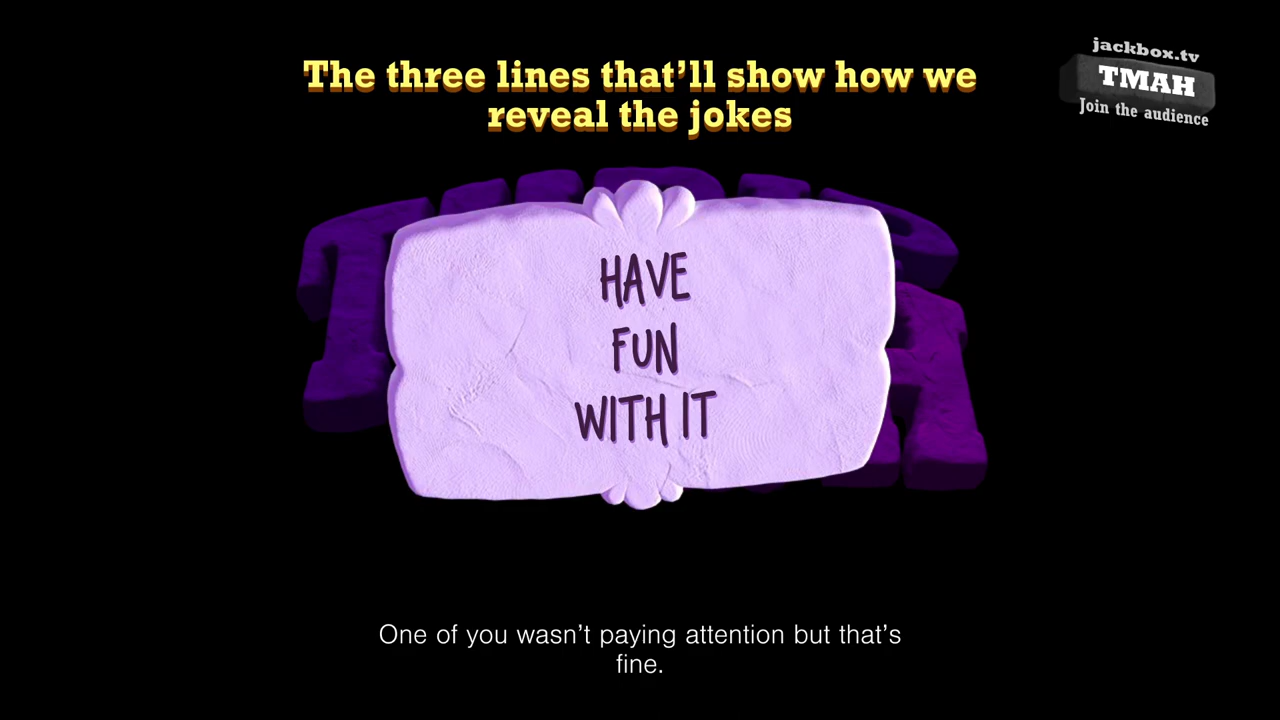 The three lines that'll show how we
reveal the jokes
jackbox.tv
TMAH
Join the audience
HAVE
FUN
WITH IT
One of you wasn't paying attention but that's
fine.